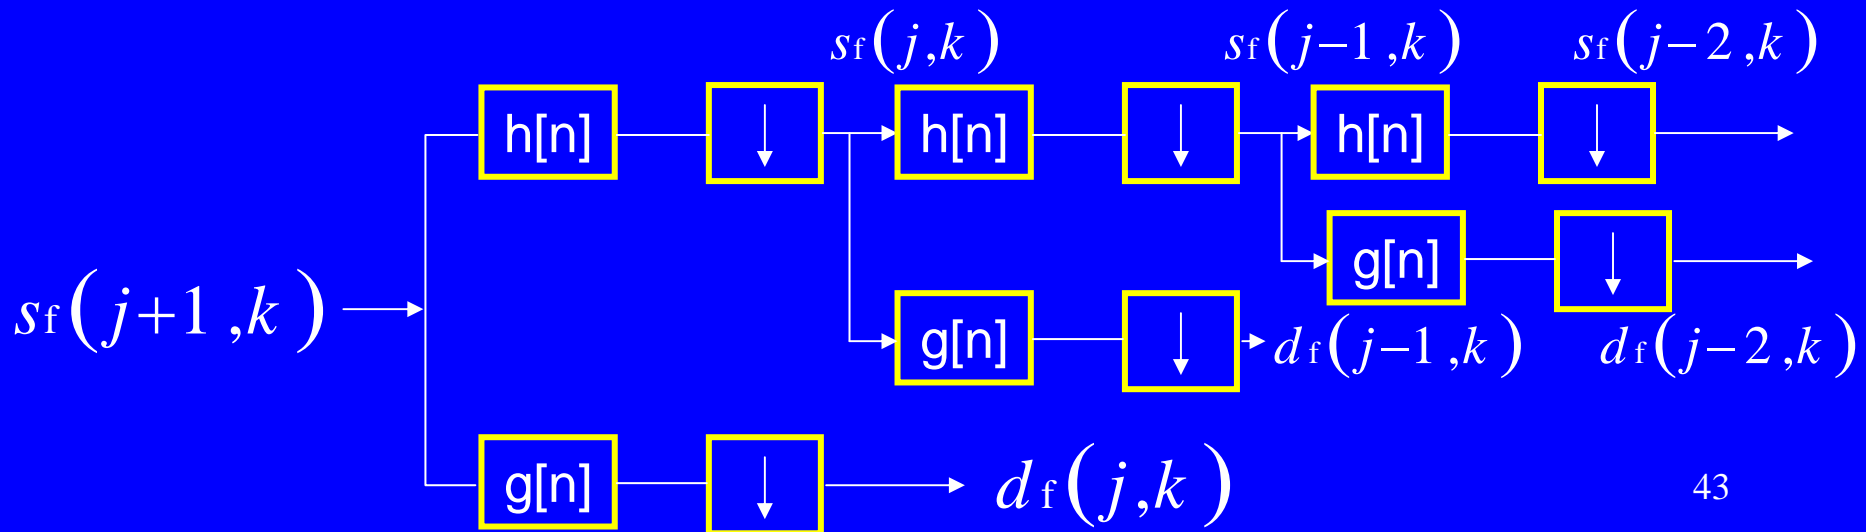 sf(j,k) sf(j−1,k) sf(j−2,k)
h[n] ↓ h[n] ↓ h[n] ↓
g[n] ↓
sf(j+1,k)
g[n] ↓ df(j−1,k) df(j−2,k)
g[n] ↓ df(j,k)
43